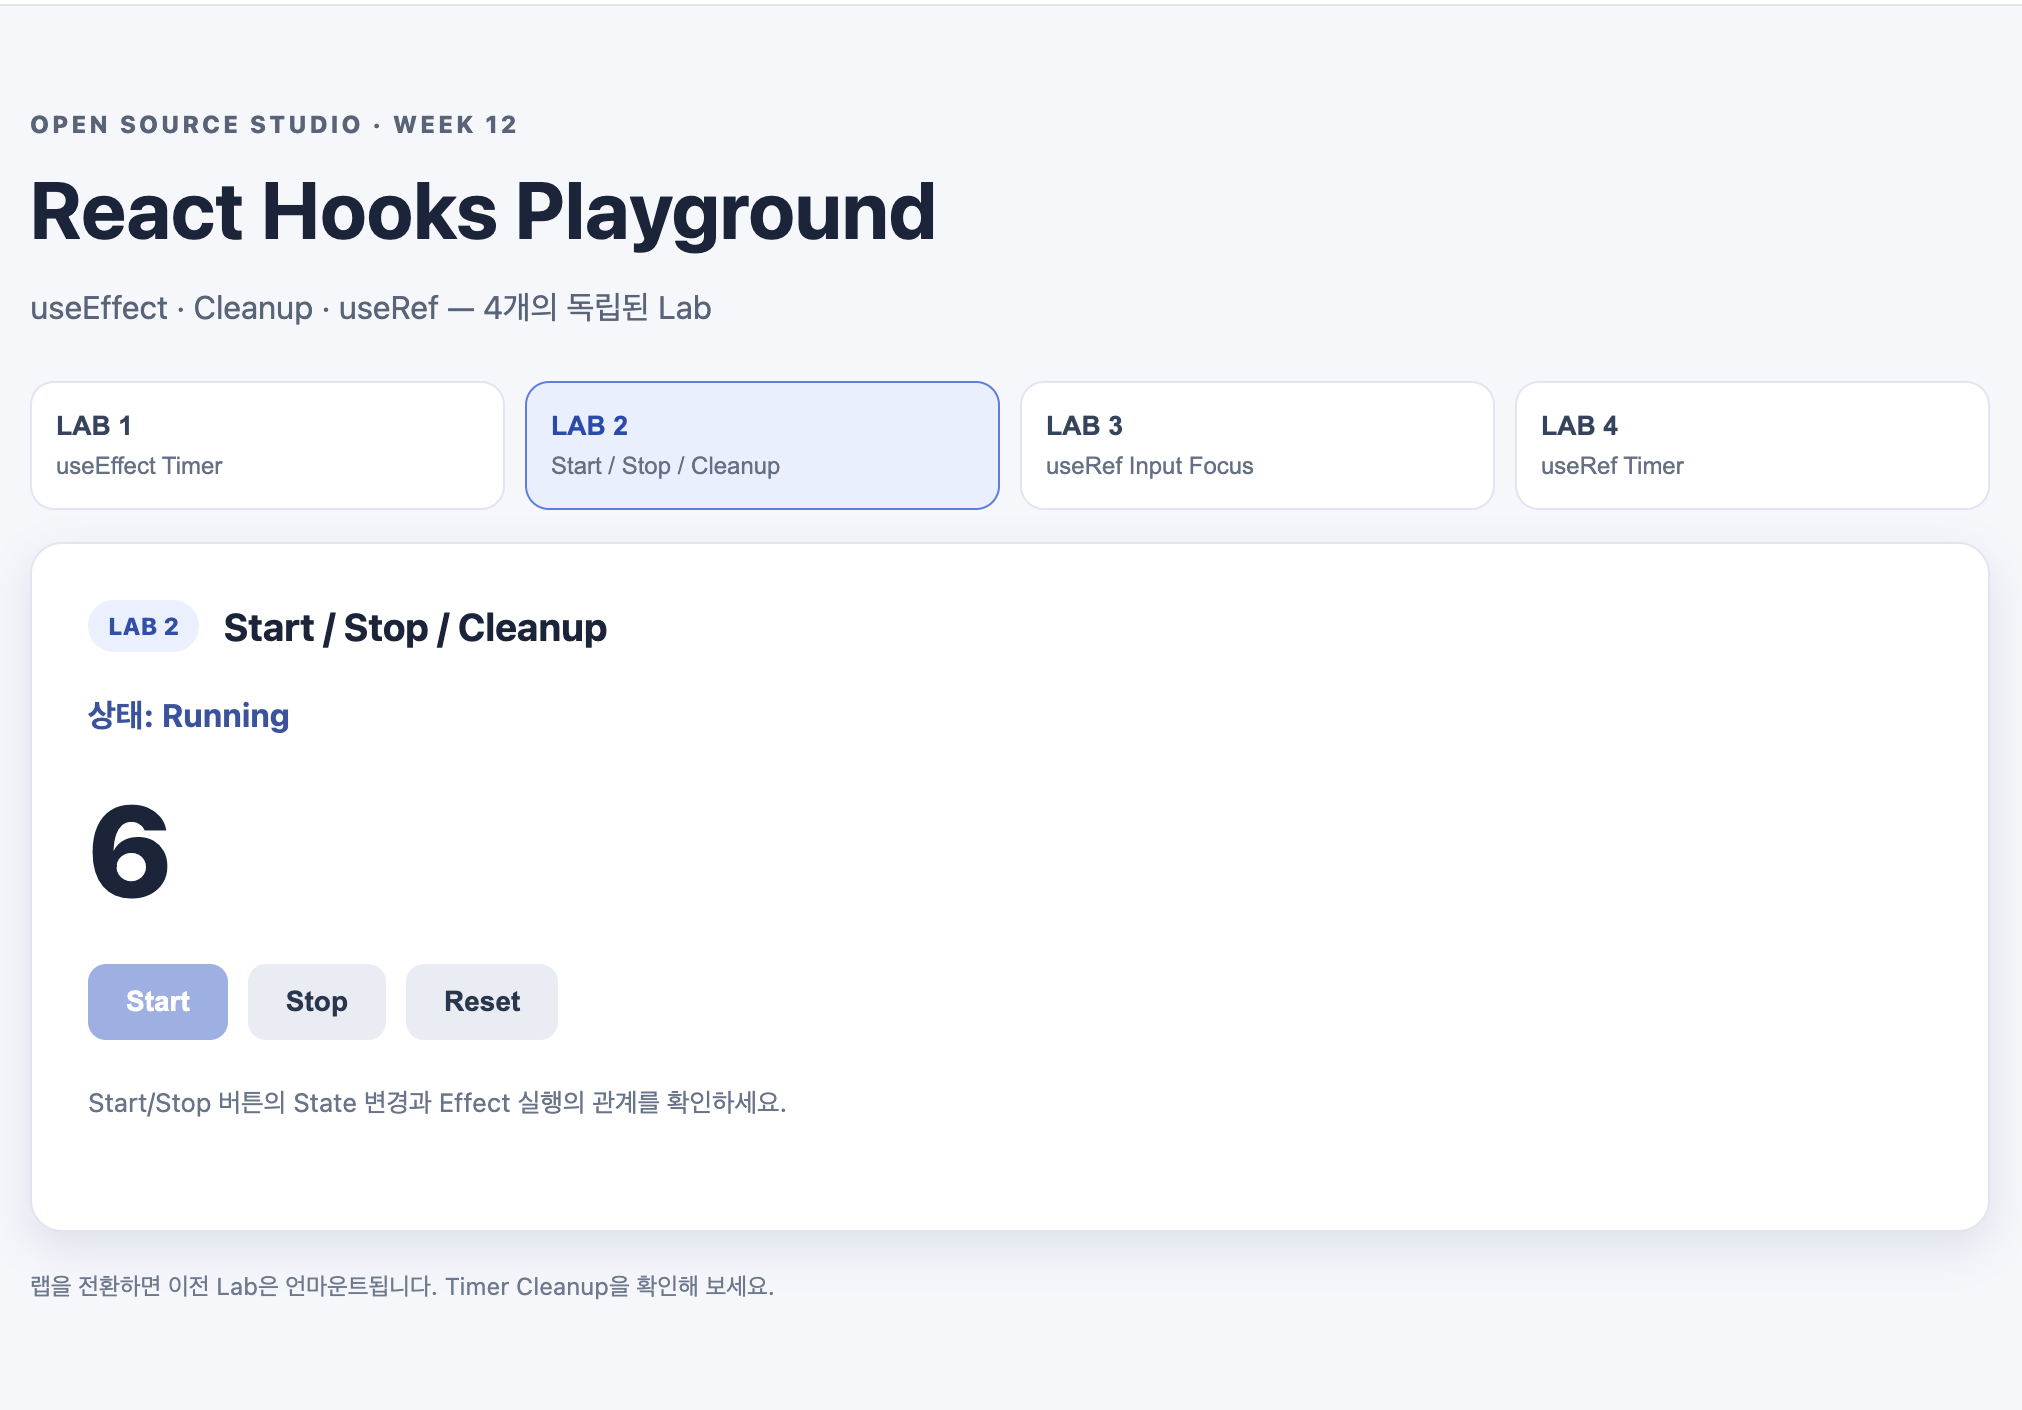 OPEN SOURCE STUDIO · WEEK 12
React Hooks Playground
useEffect · Cleanup · useRef — 4개의 독립된 Lab
LAB 1
useEffect Timer
LAB 2
Start / Stop / Cleanup
LAB 3
useRef Input Focus
LAB 4
useRef Timer
LAB 2 Start / Stop / Cleanup
상태: Running
6
Start Stop Reset
Start/Stop 버튼의 State 변경과 Effect 실행의 관계를 확인하세요.
랩을 전환하면 이전 Lab은 언마운트됩니다. Timer Cleanup을 확인해 보세요.